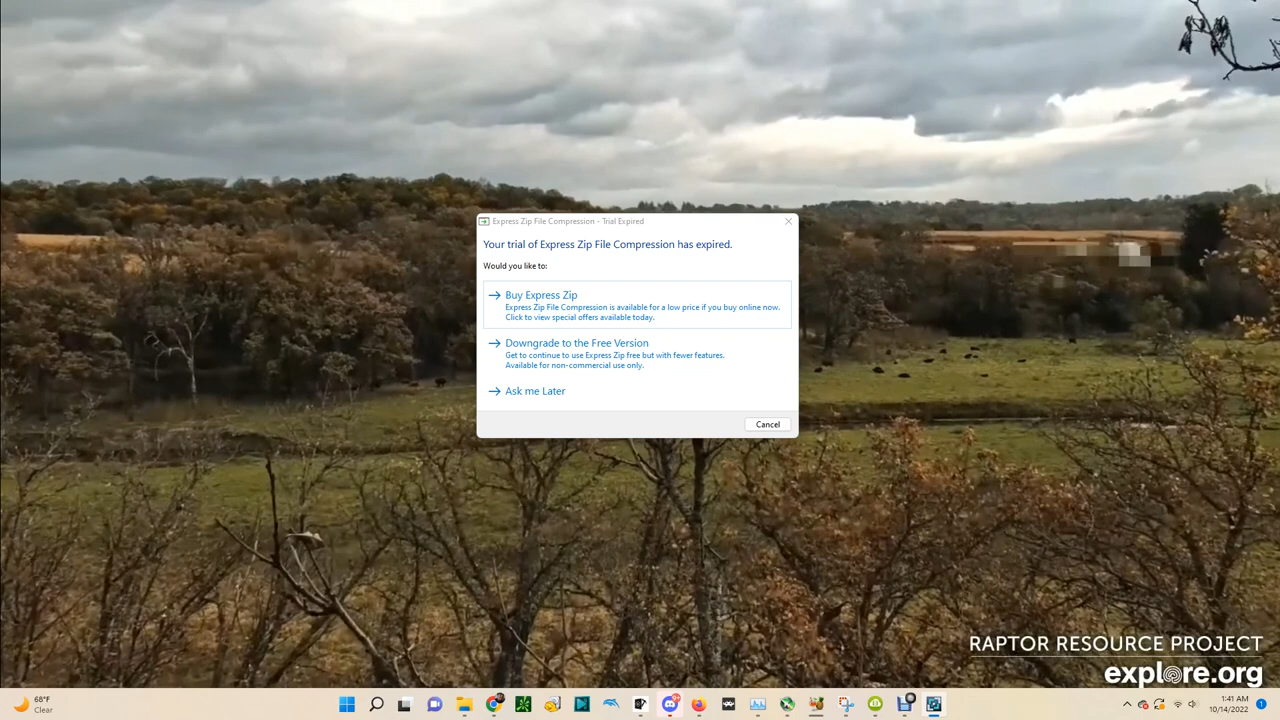 Express Zip File Compression - Trial Expired
Your trial of Express Zip File Compression has expired.
Would you like to:
Buy Express Zip
Express Zip File Compression is available for a low price if you buy online now.
Click to view special offers available today.
Downgrade to the Free Version
Get to continue to use Express Zip free but with fewer features.
Available for non-commercial use only.
Ask me Later
Cancel
RAPTOR RESOURCE PROJECT
explore.org
68°F
Clear
9+
1:41 AM
10/14/2022
1